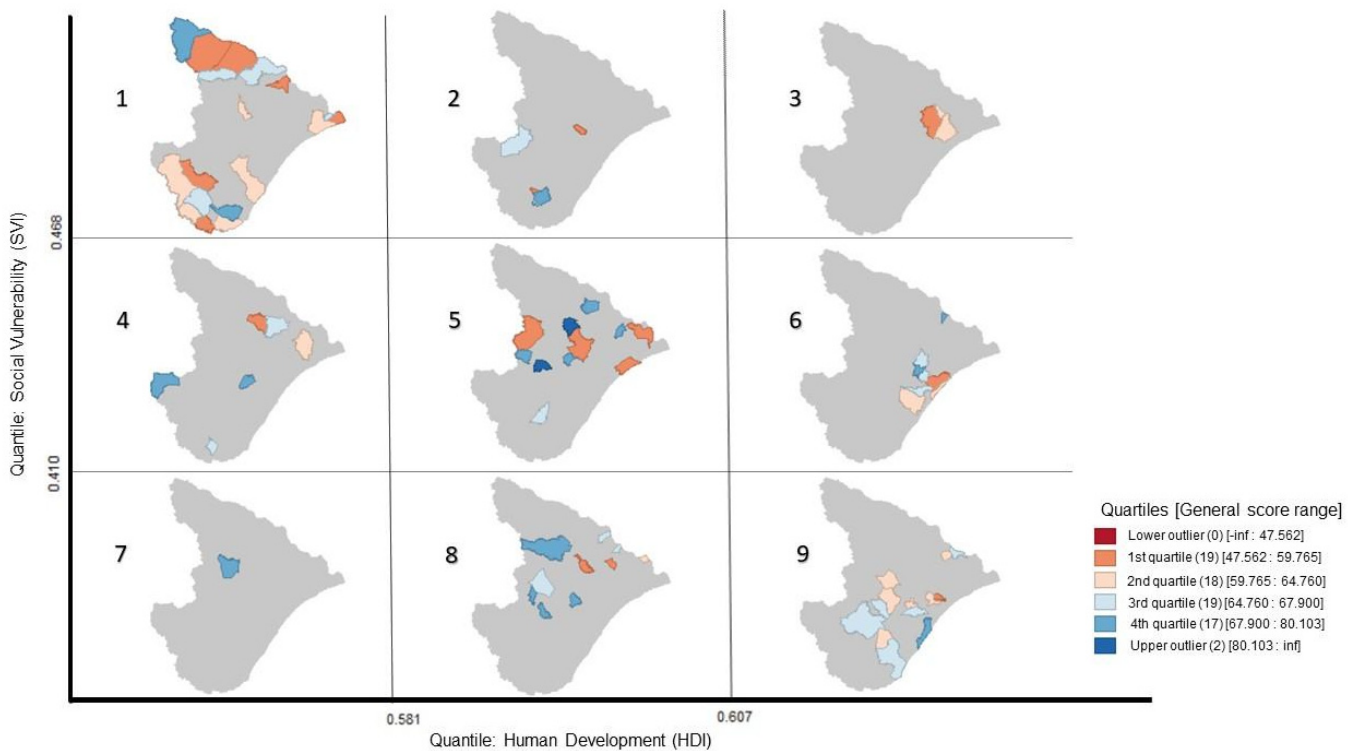 1
2
3
Quantile: Social Vulnerability (SVI)
0.468
4
5
6
0.410
7
8
9
Quartiles [General score range]
Lower outlier (0) [-inf : 47.562]
1st quartile (19) [47.562 : 59.765]
2nd quartile (18) [59.765 : 64.760]
3rd quartile (19) [64.760 : 67.900]
4th quartile (17) [67.900 : 80.103]
Upper outlier (2) [80.103 : inf]
0.581
0.607
Quantile: Human Development (HDI)